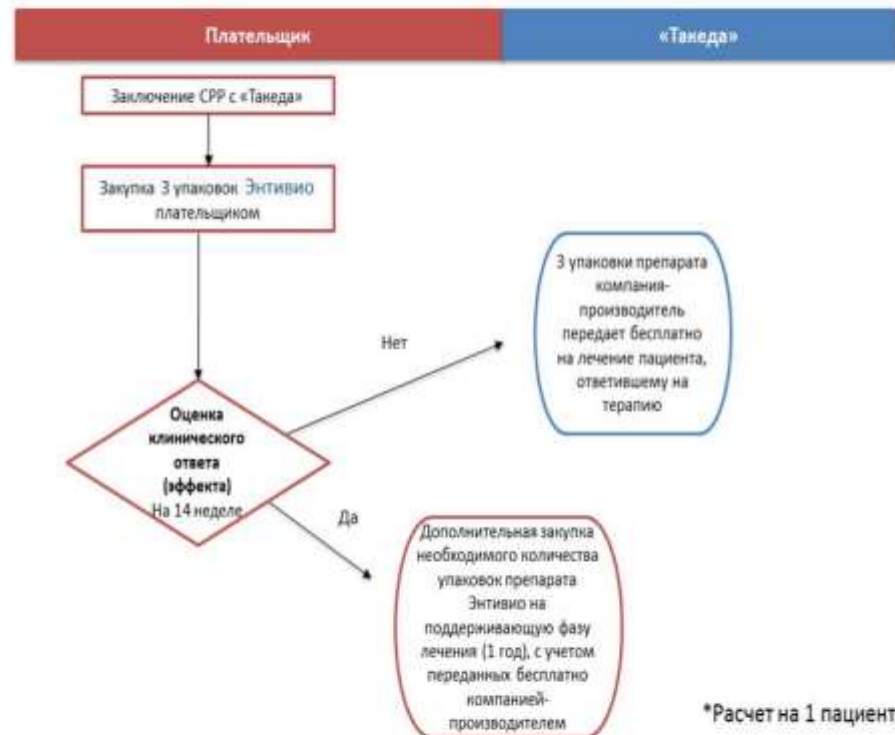 Плательщик
«Такеда»
Заключение СРР с «Такеда»
Закупка 3 упаковок Энтивио
плательщиком
3 упаковки препарата
компания-
производитель
передает бесплатно
на лечение пациента,
ответившему на
терапию
Нет
Оценка
клинического
ответа
(эффекта)
На 14 неделе
Да
Дополнительная закупка
необходимого количества
упаковок препарата
Энтивио на
поддерживающую фазу
лечения (1 год), с учетом
переданных бесплатно
компанией-
производителем
*Расчет на 1 пациент